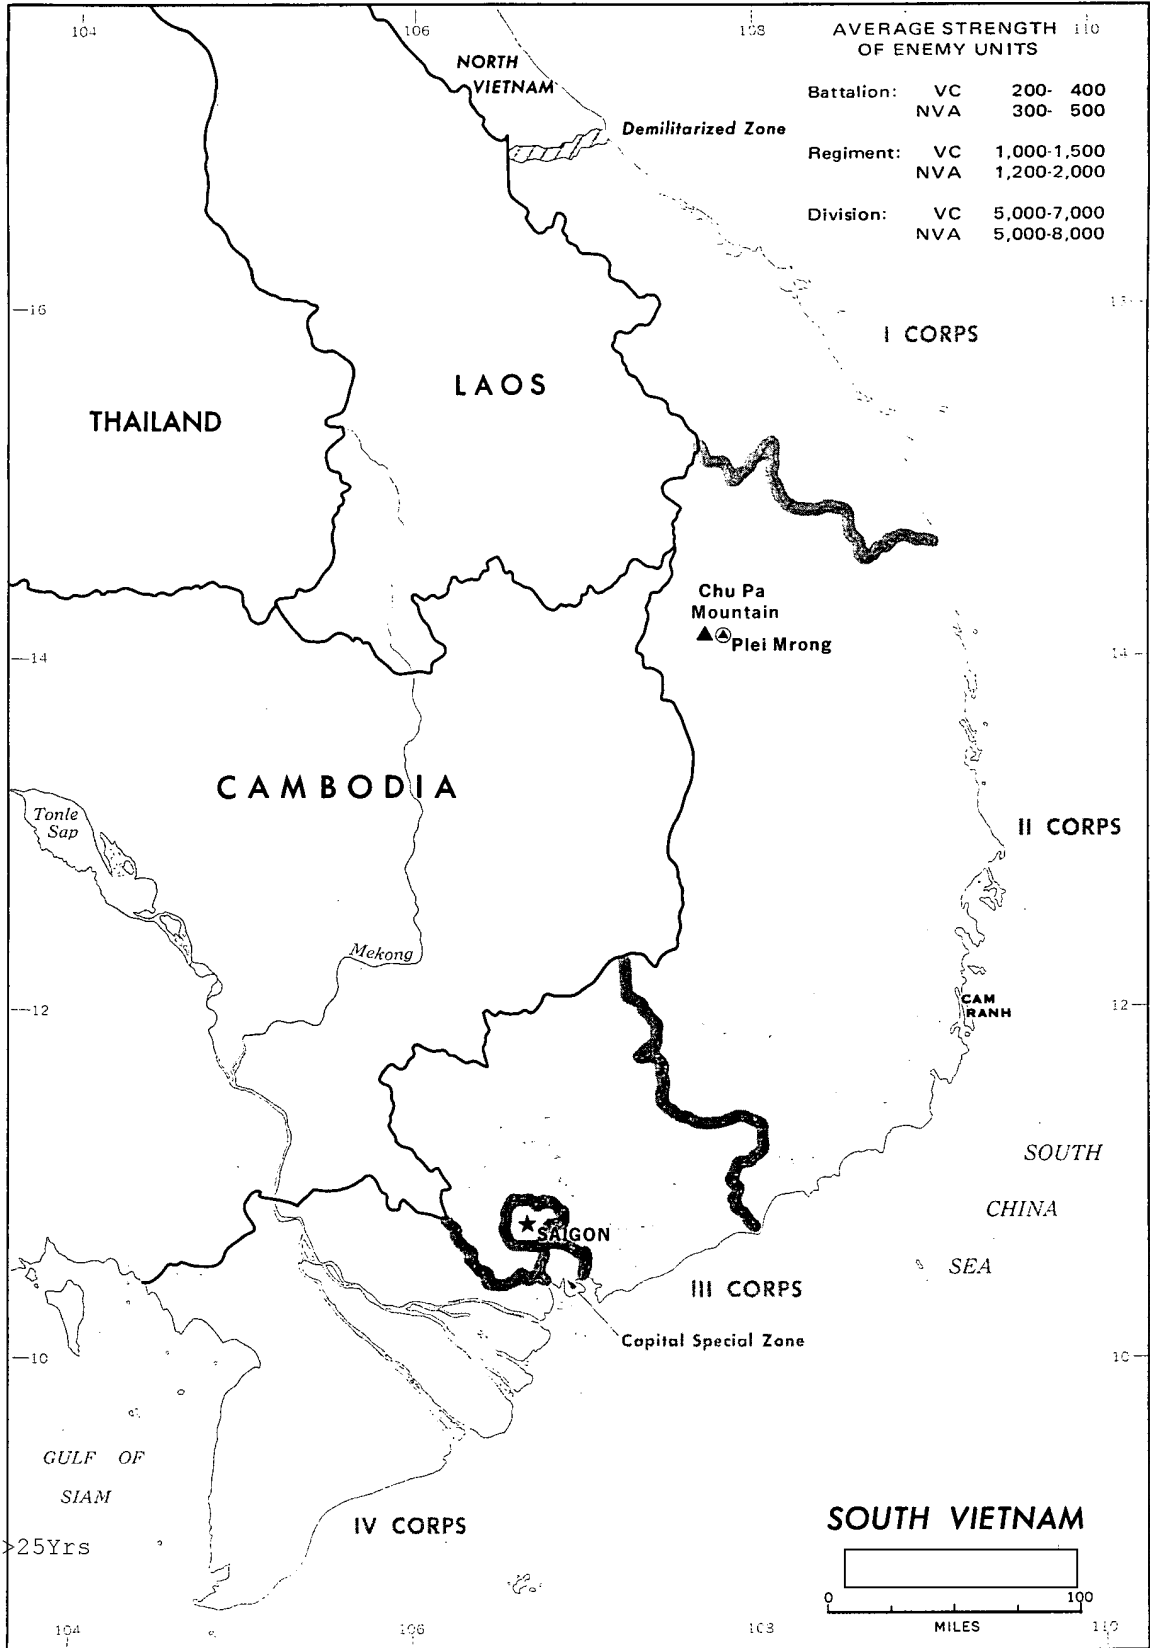 104
106
108
110
AVERAGE STRENGTH
OF ENEMY UNITS
Battalion: VC 200- 400
NVA 300- 500
Regiment: VC 1,000-1,500
NVA 1,200-2,000
Division: VC 5,000-7,000
NVA 5,000-8,000
NORTH
VIETNAM
Demilitarized Zone
16
I CORPS
LAOS
THAILAND
Chu Pa
Mountain
Plei Mrong
14
14
CAMBODIA
Tonle
Sap
II CORPS
Mekong
12
CAM
RANH
12
SOUTH
CHINA
SEA
SAIGON
III CORPS
Capital Special Zone
10
10
GULF OF
SIAM
IV CORPS
>25Yrs
SOUTH VIETNAM
0 100
MILES
104
106
110